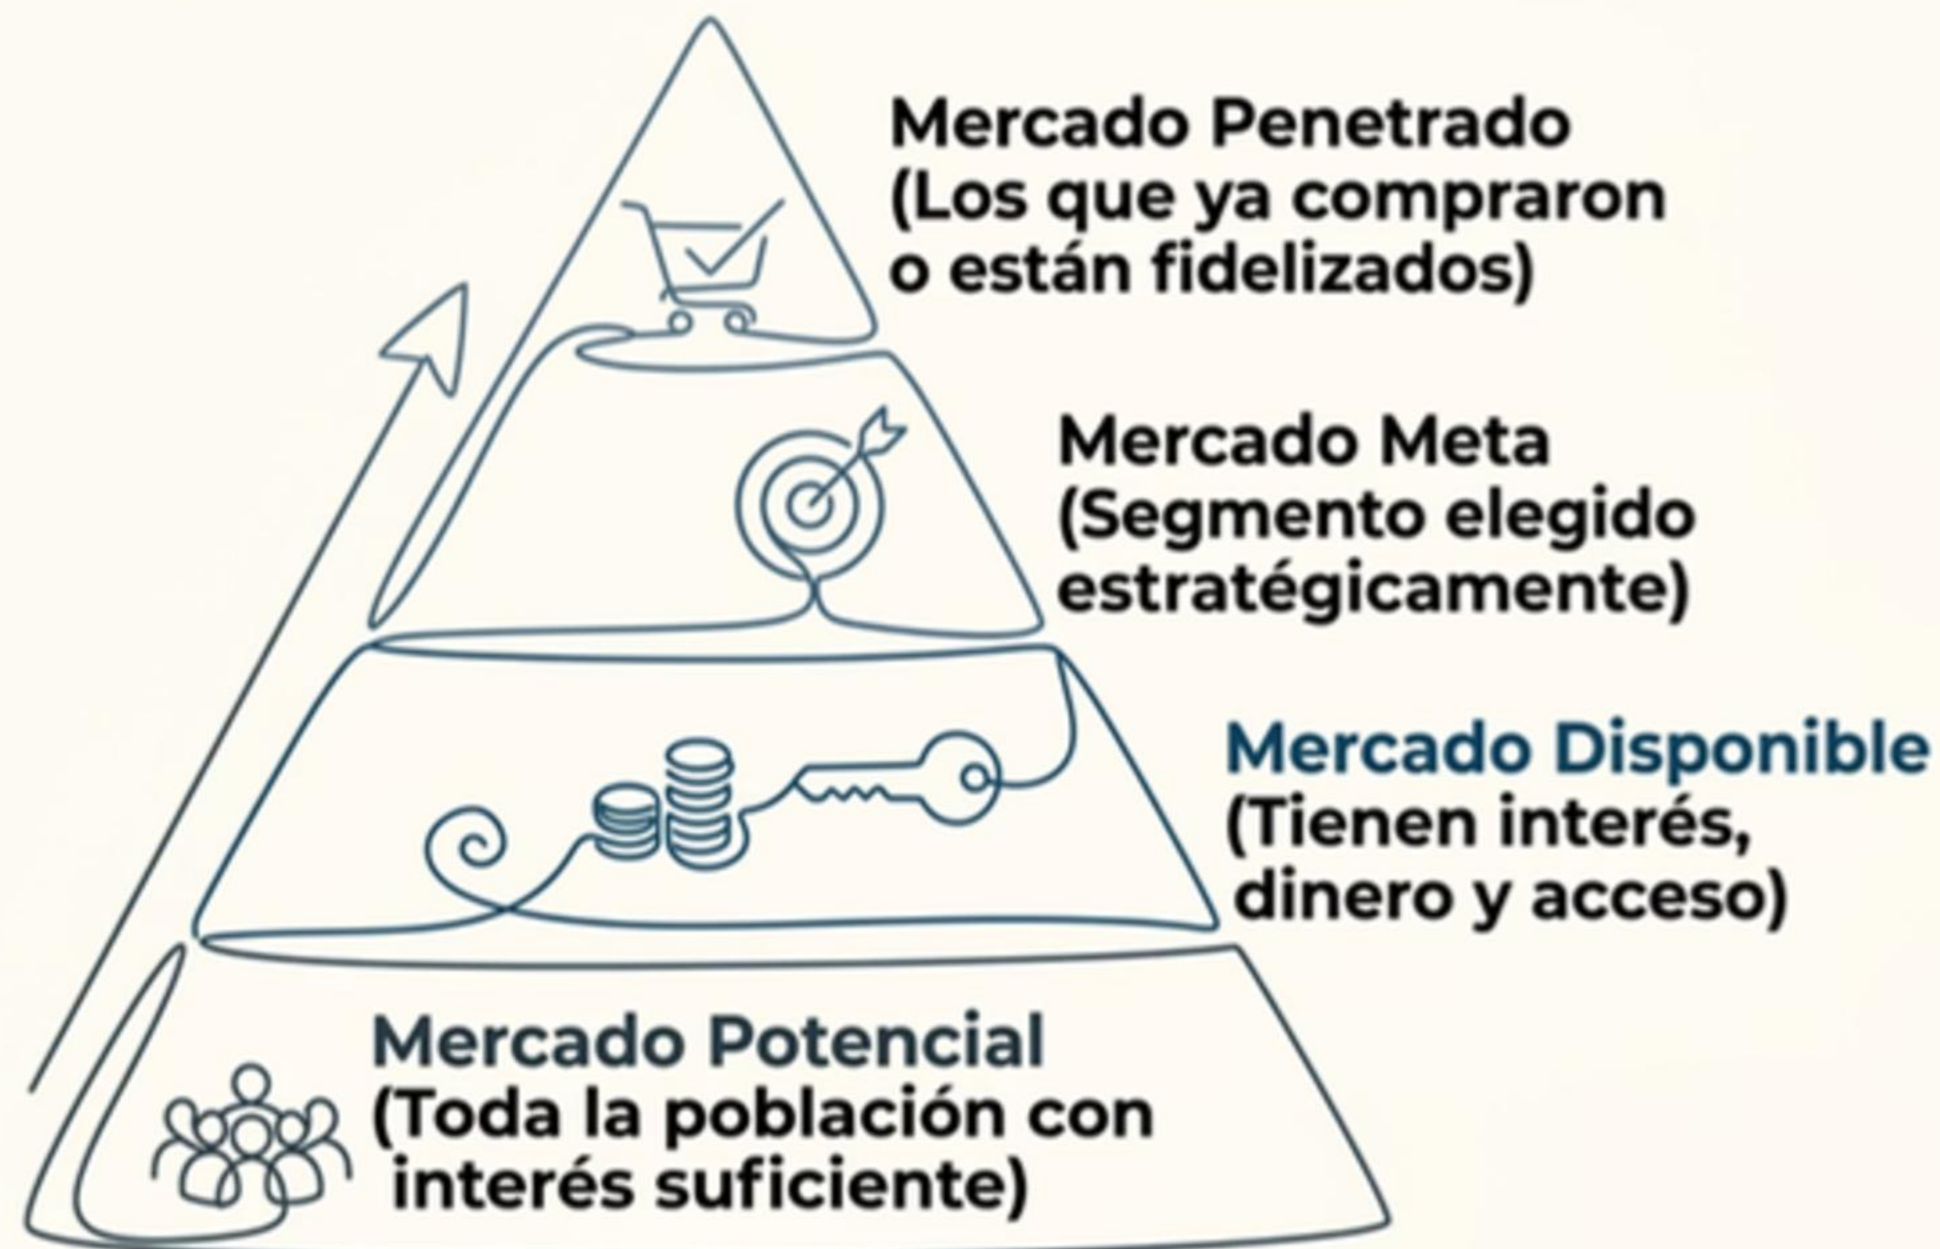 Mercado Penetrado
(Los que ya compraron
o están fidelizados)
Mercado Meta
(Segmento elegido
estratégicamente)
Mercado Disponible
(Tienen interés,
dinero y acceso)
Mercado Potencial
(Toda la población con
interés suficiente)